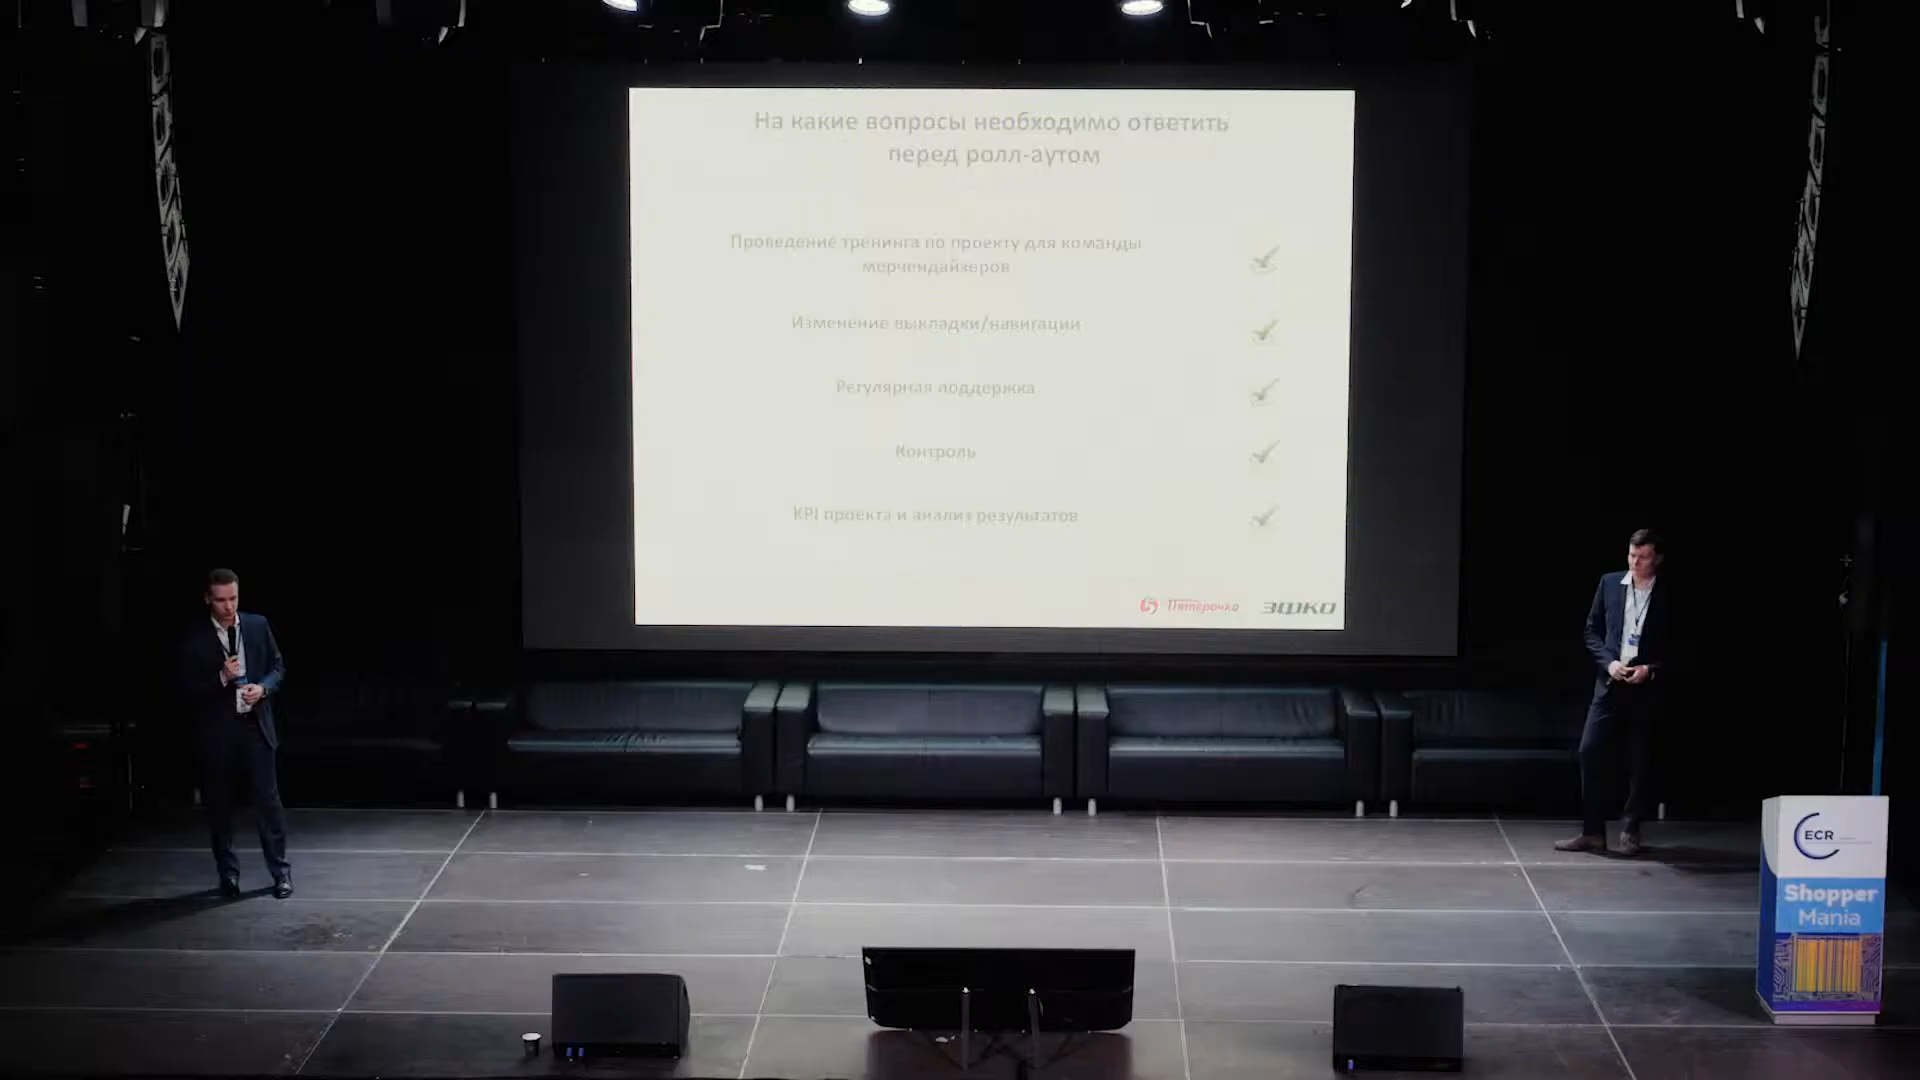 На какие вопросы необходимо ответить
перед ролл-аутом
Проведение тренинга по проекту для команды
мерчендайзеров
Изменение выкладки/навигации
Регулярная поддержка
Контроль
KPI проекта и анализ результатов
5 Пятёрочка ЭФКО
ECR
Shopper
Mania